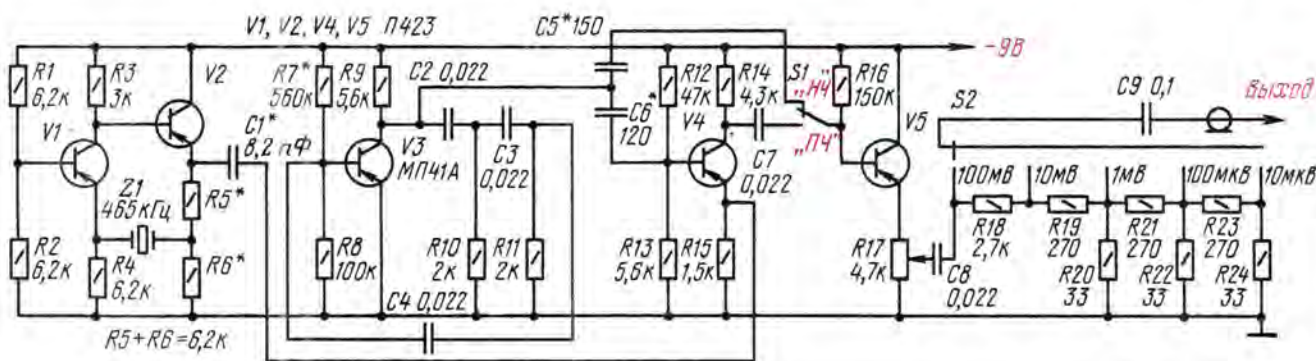 V1, V2, V4, V5 П423
C5* 150
-9В
R1
6,2к
R3
3к
V2
R7*
560к
R9
5,6к
C2 0,022
R12
47к
R14
4,3к
S1
„НЧ”
R16
150к
C9 0,1
Выход
V1
C1*
8,2 пФ
V3
МП41А
C3
0,022
C6*
120
V4
C7
0,022
„ПЧ”
V5
S2
Z1
465кГц
R5*
100мВ
10мВ
1мВ
100мкВ
10мкВ
R2
6,2к
R4
6,2к
R6*
R8
100к
R10
2к
R11
2к
R13
5,6к
R15
1,5к
R17
4,7к
C8
0,022
R18
2,7к
R19
270
R21
270
R23
270
R20
33
R22
33
R24
33
C4 0,022
R5+R6=6,2к